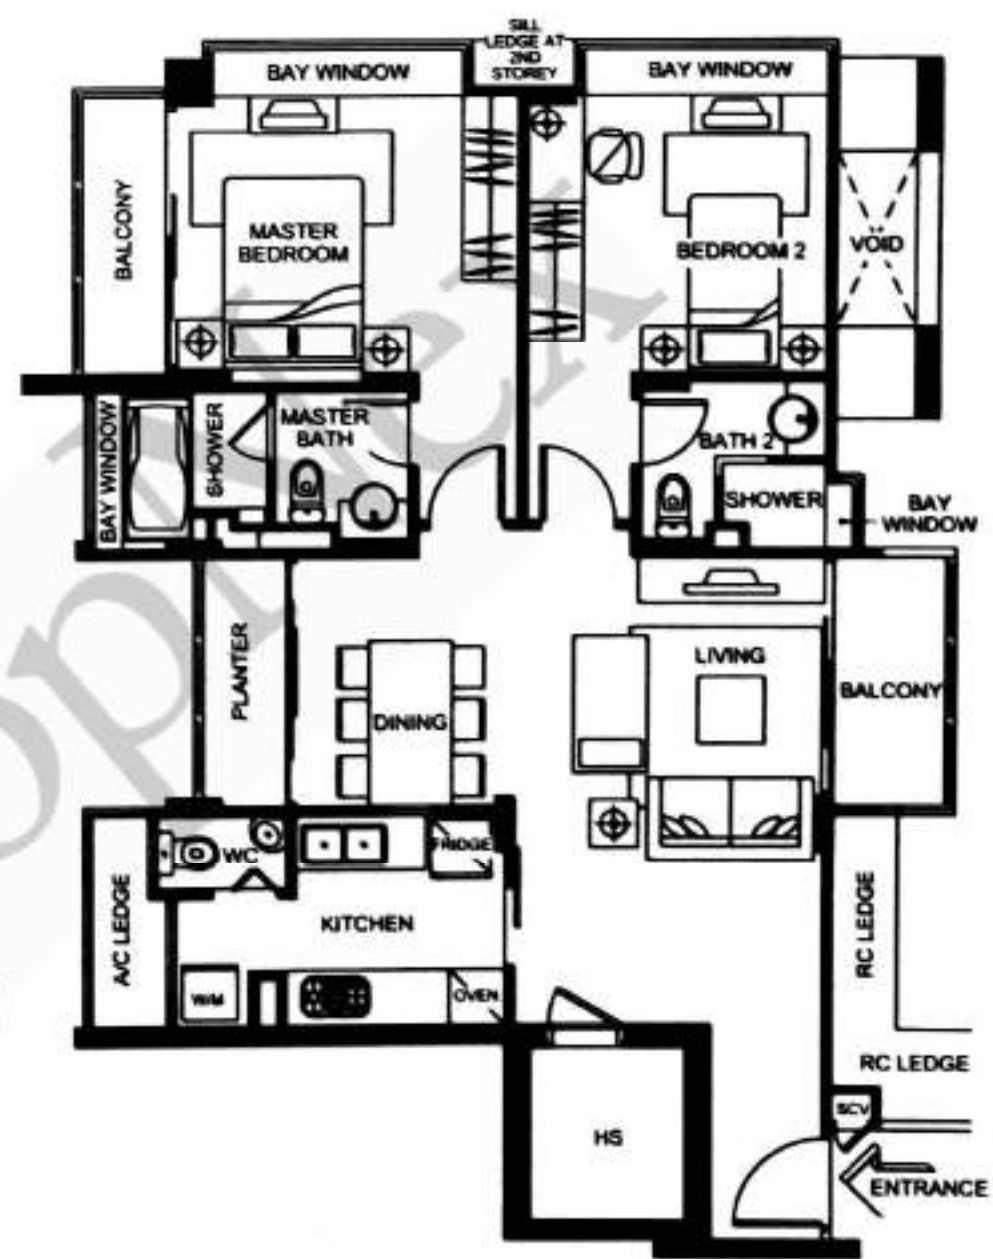 SILL
LEDGE AT
2ND
STOREY
BAY WINDOW
BAY WINDOW
BALCONY
MASTER
BEDROOM
BEDROOM 2
VOID
BAY WINDOW
SHOWER
MASTER
BATH
BATH 2
SHOWER
BAY
WINDOW
PLANTER
DINING
LIVING
BALCONY
A/C LEDGE
WC
FRIDGE
KITCHEN
W/M
OVEN
RC LEDGE
RC LEDGE
HS
SCV
ENTRANCE